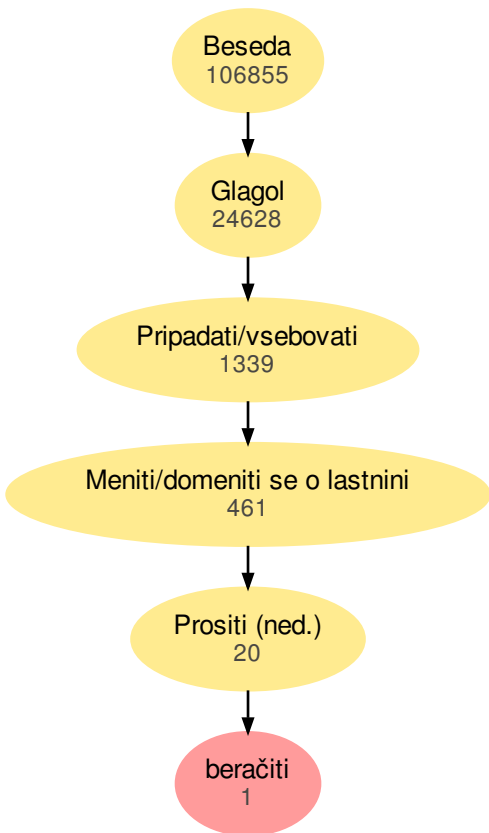 Beseda
106855
Glagol
24628
Pripadati/vsebovati
1339
Meniti/domeniti se o lastnini
461
Prositi (ned.)
20
beračiti
1